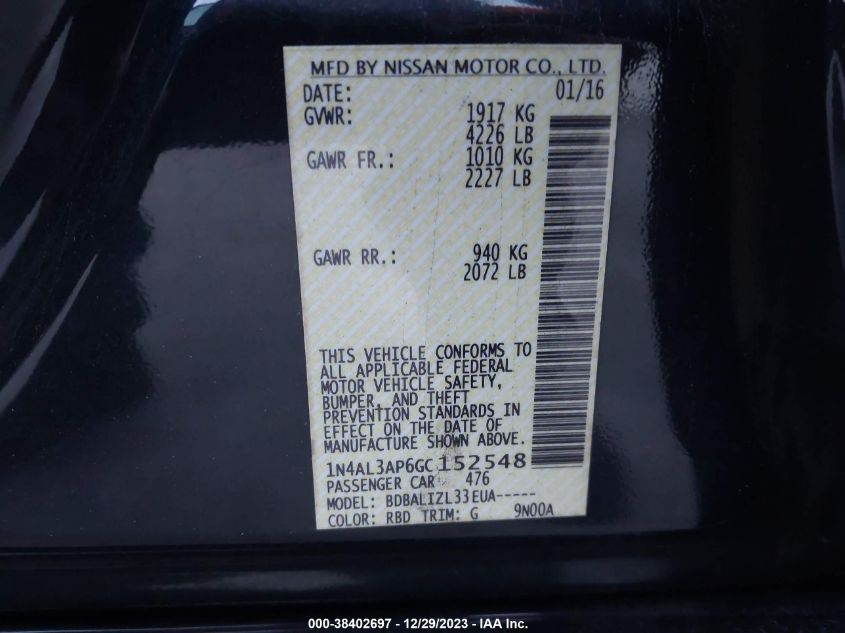 MFD BY NISSAN MOTOR CO., LTD.
DATE: 01/16
GVWR: 1917 KG
4226 LB
GAWR FR.: 1010 KG
2227 LB
GAWR RR.: 940 KG
2072 LB
THIS VEHICLE CONFORMS TO
ALL APPLICABLE FEDERAL
MOTOR VEHICLE SAFETY,
BUMPER, AND THEFT
PREVENTION STANDARDS IN
EFFECT ON THE DATE OF
MANUFACTURE SHOWN ABOVE.
1N4AL3AP6GC152548
PASSENGER CAR 476
MODEL: BDBALIZL33EUA-----
COLOR: RBD TRIM: G 9N00A
000-38402697 - 12/29/2023 - IAA Inc.